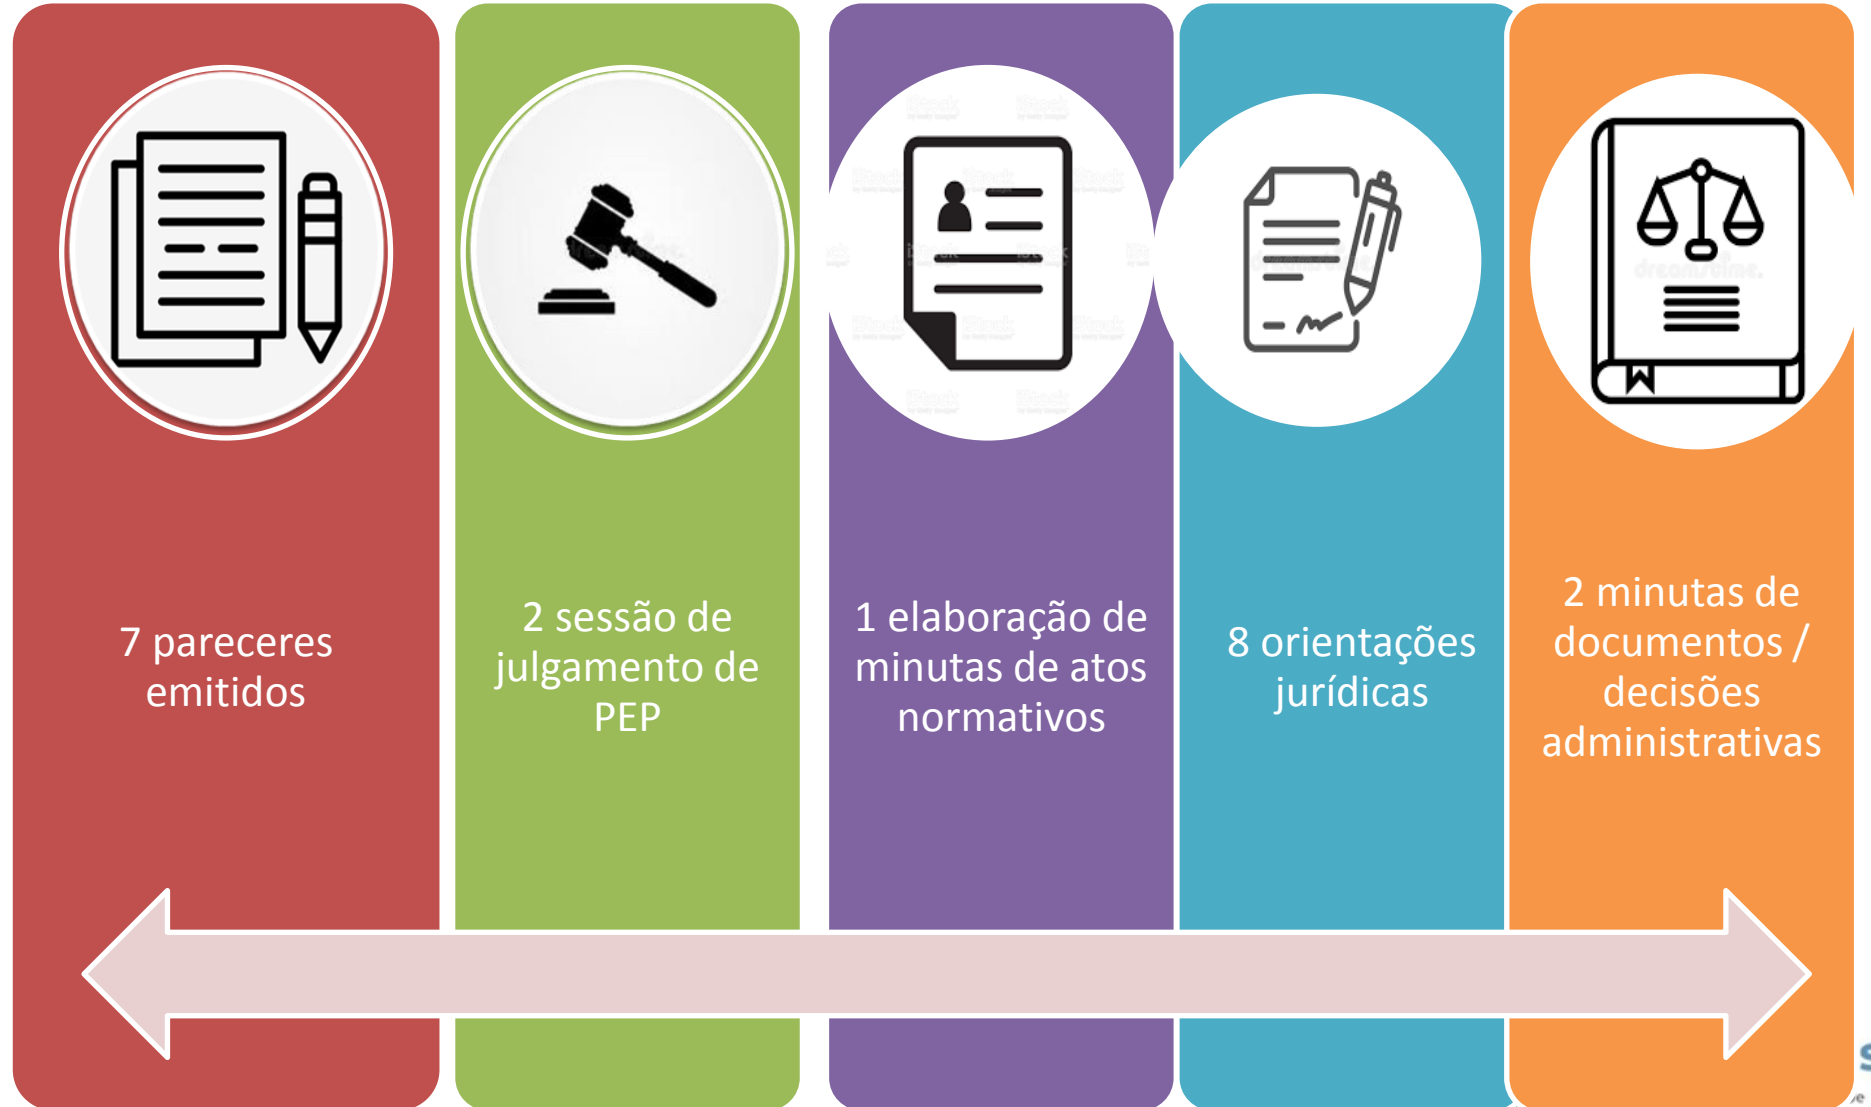 7 pareceres
emitidos
2 sessão de
julgamento de
PEP
1 elaboração de
minutas de atos
normativos
8 orientações
jurídicas
2 minutas de
documentos /
decisões
administrativas